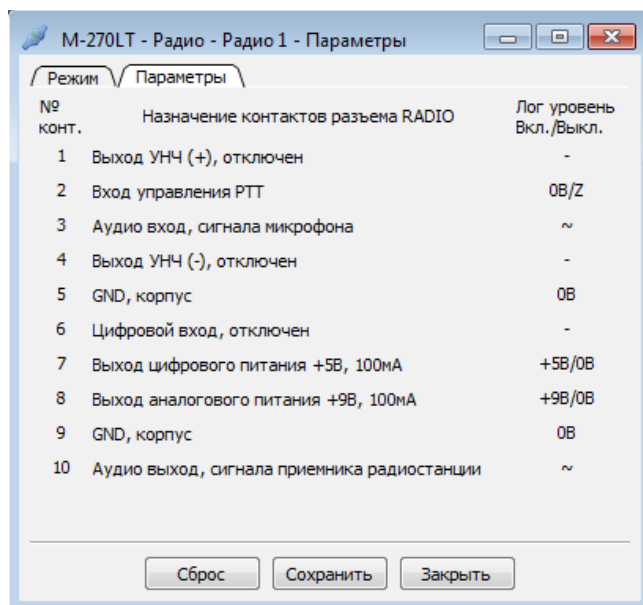 M-270LT - Радио - Радио 1 - Параметры
Режим Параметры
№ конт. Назначение контактов разъема RADIO Лог уровень Вкл./Выкл.
1 Выход УНЧ (+), отключен -
2 Вход управления PTT 0В/Z
3 Аудио вход, сигнала микрофона ~
4 Выход УНЧ (-), отключен -
5 GND, корпус 0В
6 Цифровой вход, отключен -
7 Выход цифрового питания +5В, 100мА +5В/0В
8 Выход аналогового питания +9В, 100мА +9В/0В
9 GND, корпус 0В
10 Аудио выход, сигнала приемника радиостанции ~
Сброс Сохранить Закрыть